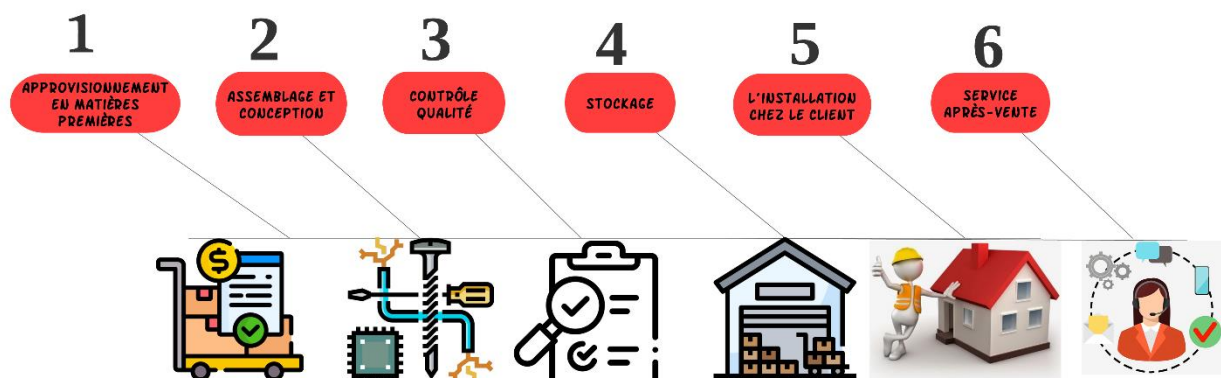 1
APPROVISIONNEMENT
EN MATIÈRES
PREMIÈRES
2
ASSEMBLAGE ET
CONCEPTION
3
CONTRÔLE
QUALITÉ
4
STOCKAGE
5
L'INSTALLATION
CHEZ LE CLIENT
6
SERVICE
APRÈS-VENTE
$